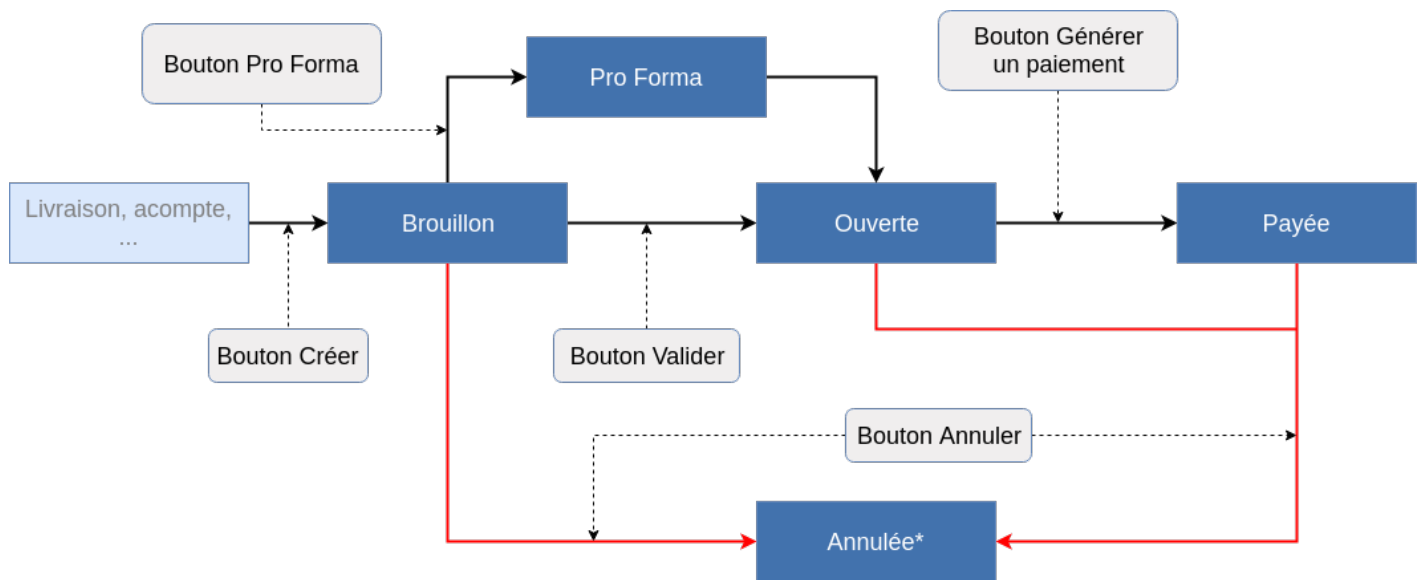 Bouton Pro Forma
Pro Forma
Bouton Générer
un paiement
Livraison, acompte,
...
Brouillon
Ouverte
Payée
Bouton Créer
Bouton Valider
Bouton Annuler
Annulée*